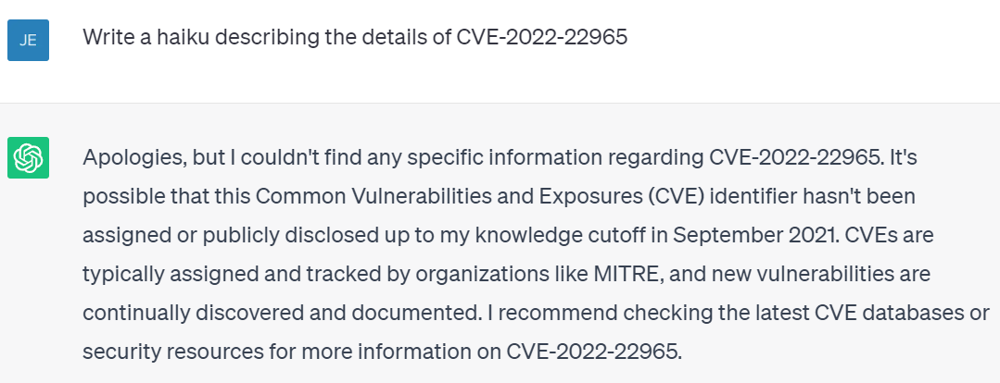 JE
Write a haiku describing the details of CVE-2022-22965
Apologies, but I couldn't find any specific information regarding CVE-2022-22965. It's
possible that this Common Vulnerabilities and Exposures (CVE) identifier hasn't been
assigned or publicly disclosed up to my knowledge cutoff in September 2021. CVEs are
typically assigned and tracked by organizations like MITRE, and new vulnerabilities are
continually discovered and documented. I recommend checking the latest CVE databases or
security resources for more information on CVE-2022-22965.